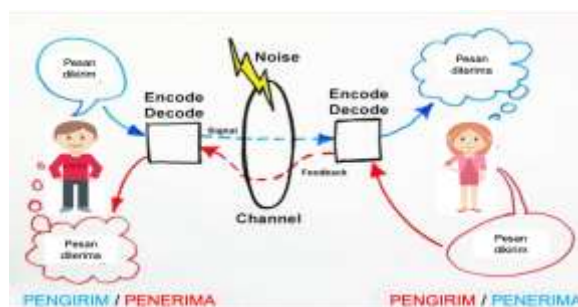 Pesan
dikirim
Noise
Pesan
diterima
Encode
Decode
Encode
Decode
Signal
Feedback
Channel
Pesan
diterima
Pesan
dikirim
PENGIRIM / PENERIMA
PENGIRIM / PENERIMA